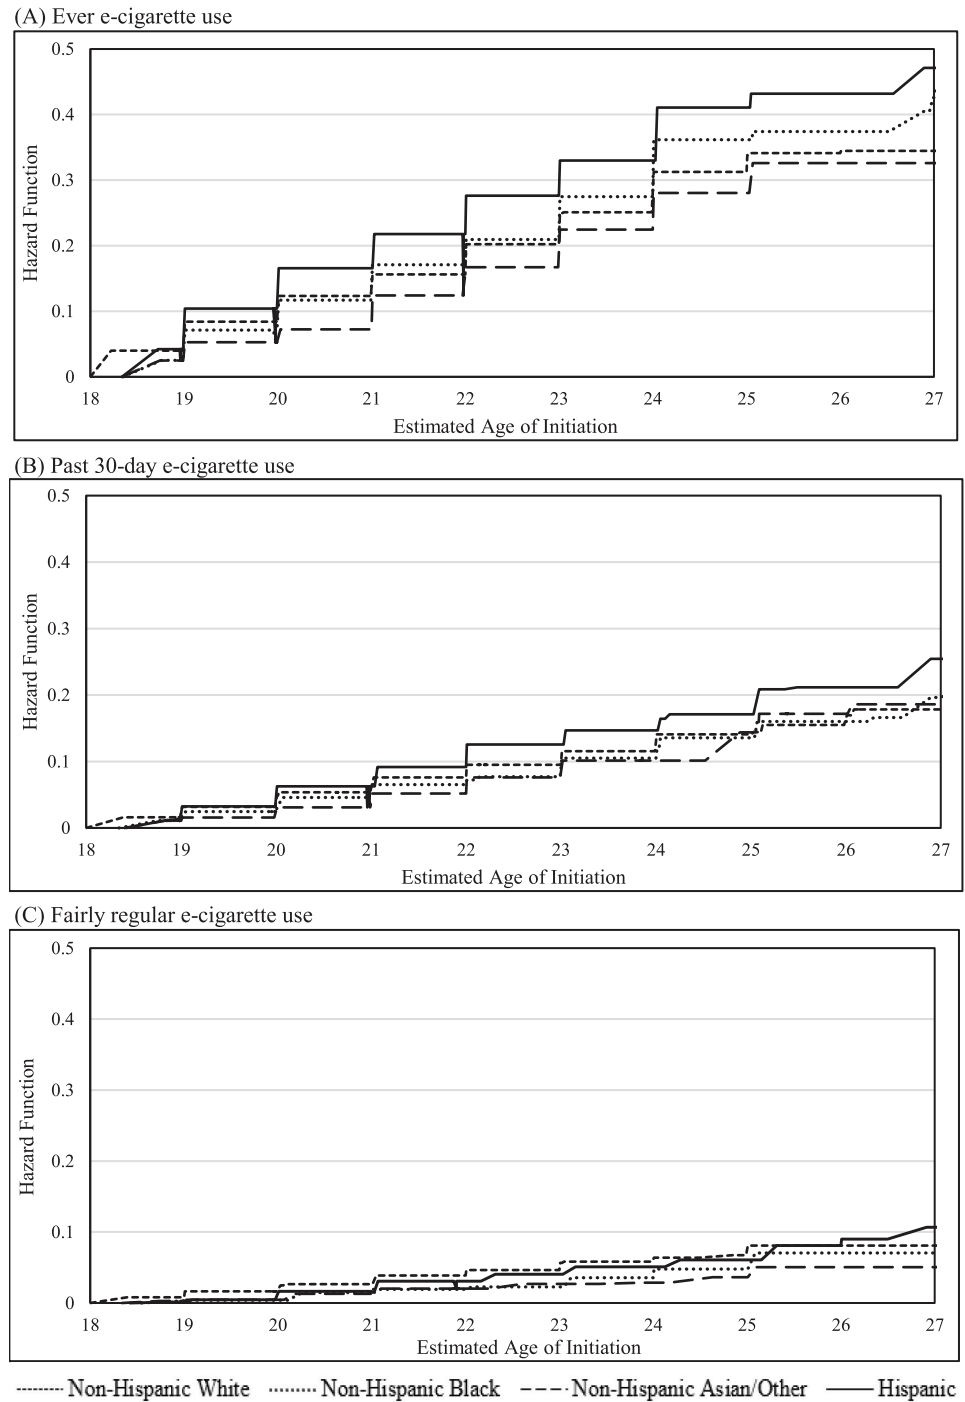 (A) Ever e-cigarette use
0.5
0.4
0.3
0.2
0.1
0
Hazard Function
18 19 20 21 22 23 24 25 26 27
Estimated Age of Initiation
(B) Past 30-day e-cigarette use
0.5
0.4
0.3
0.2
0.1
0
Hazard Function
18 19 20 21 22 23 24 25 26 27
Estimated Age of Initiation
(C) Fairly regular e-cigarette use
0.5
0.4
0.3
0.2
0.1
0
Hazard Function
18 19 20 21 22 23 24 25 26 27
Estimated Age of Initiation
Non-Hispanic White Non-Hispanic Black Non-Hispanic Asian/Other Hispanic